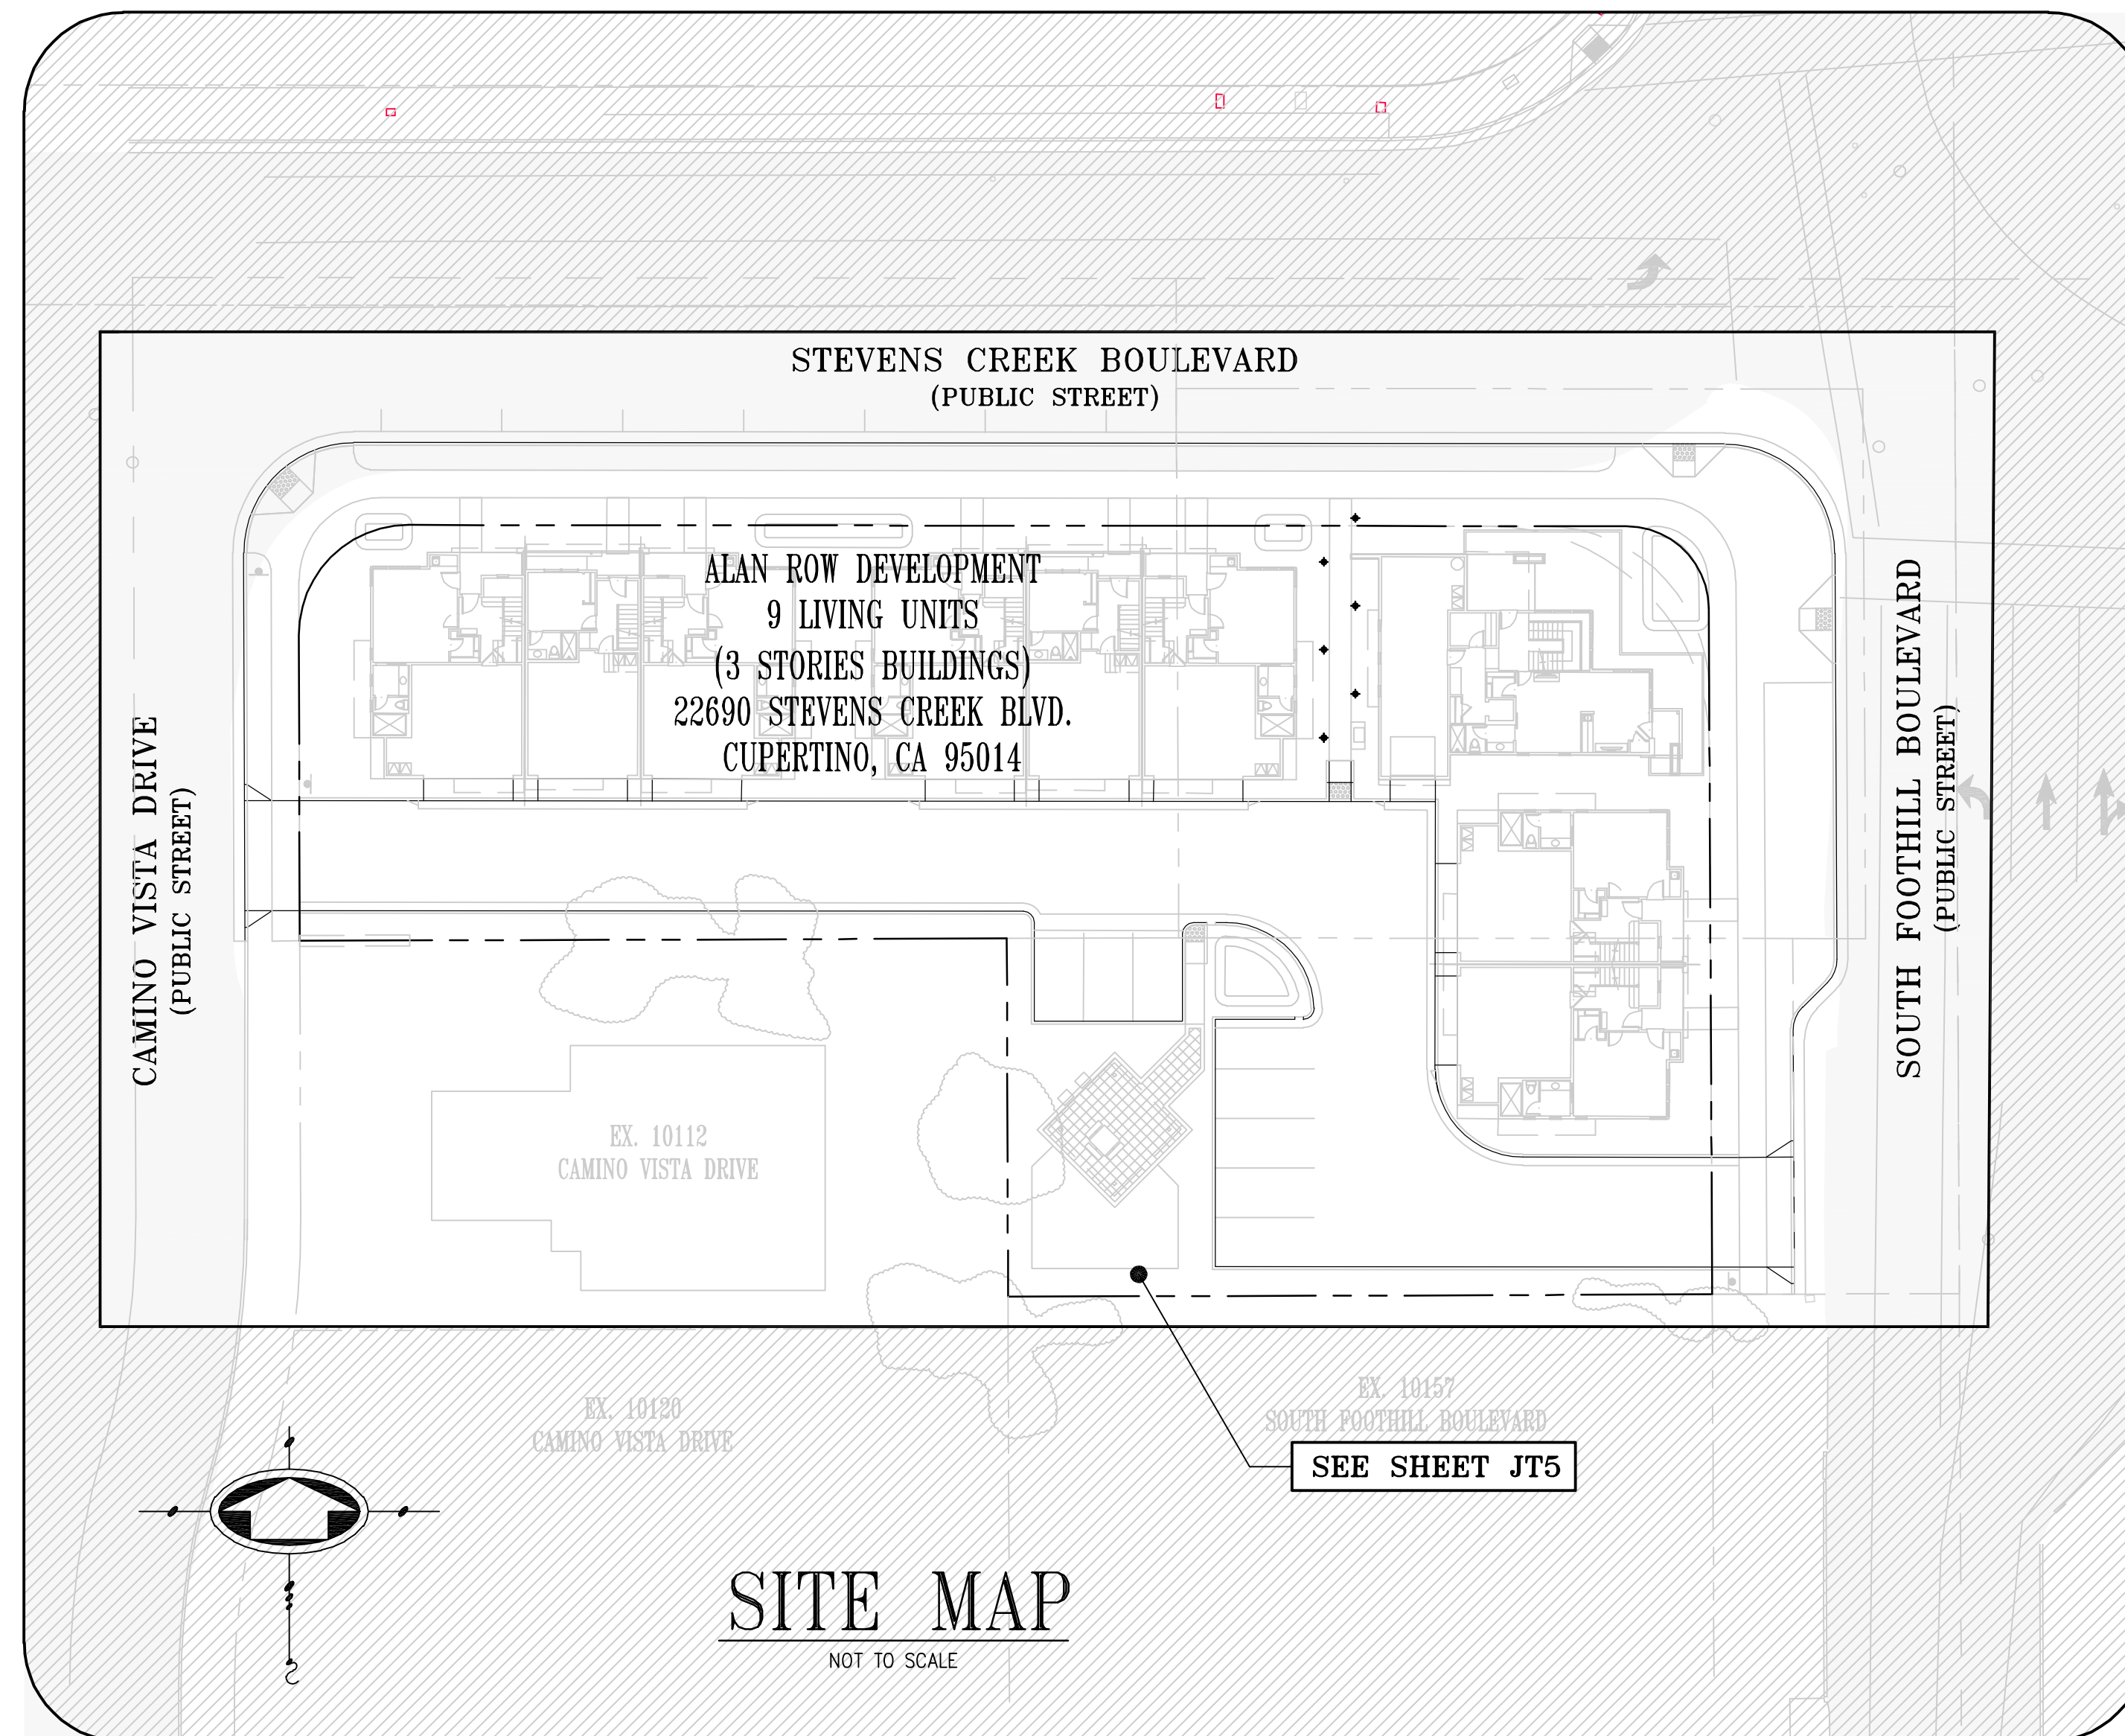 STEVENS CREEK BOULEVARD
(PUBLIC STREET)
ALAN ROW DEVELOPMENT
9 LIVING UNITS
(3 STORIES BUILDINGS)
22690 STEVENS CREEK BLVD.
CUPERTINO, CA 95014
CAMINO VISTA DRIVE
(PUBLIC STREET)
SOUTH FOOTHILL BOULEVARD
(PUBLIC STREET)
EX. 10112
CAMINO VISTA DRIVE
EX. 10120
CAMINO VISTA DRIVE
EX. 10157
SOUTH FOOTHILL BOULEVARD
SEE SHEET JT5
SITE MAP
NOT TO SCALE